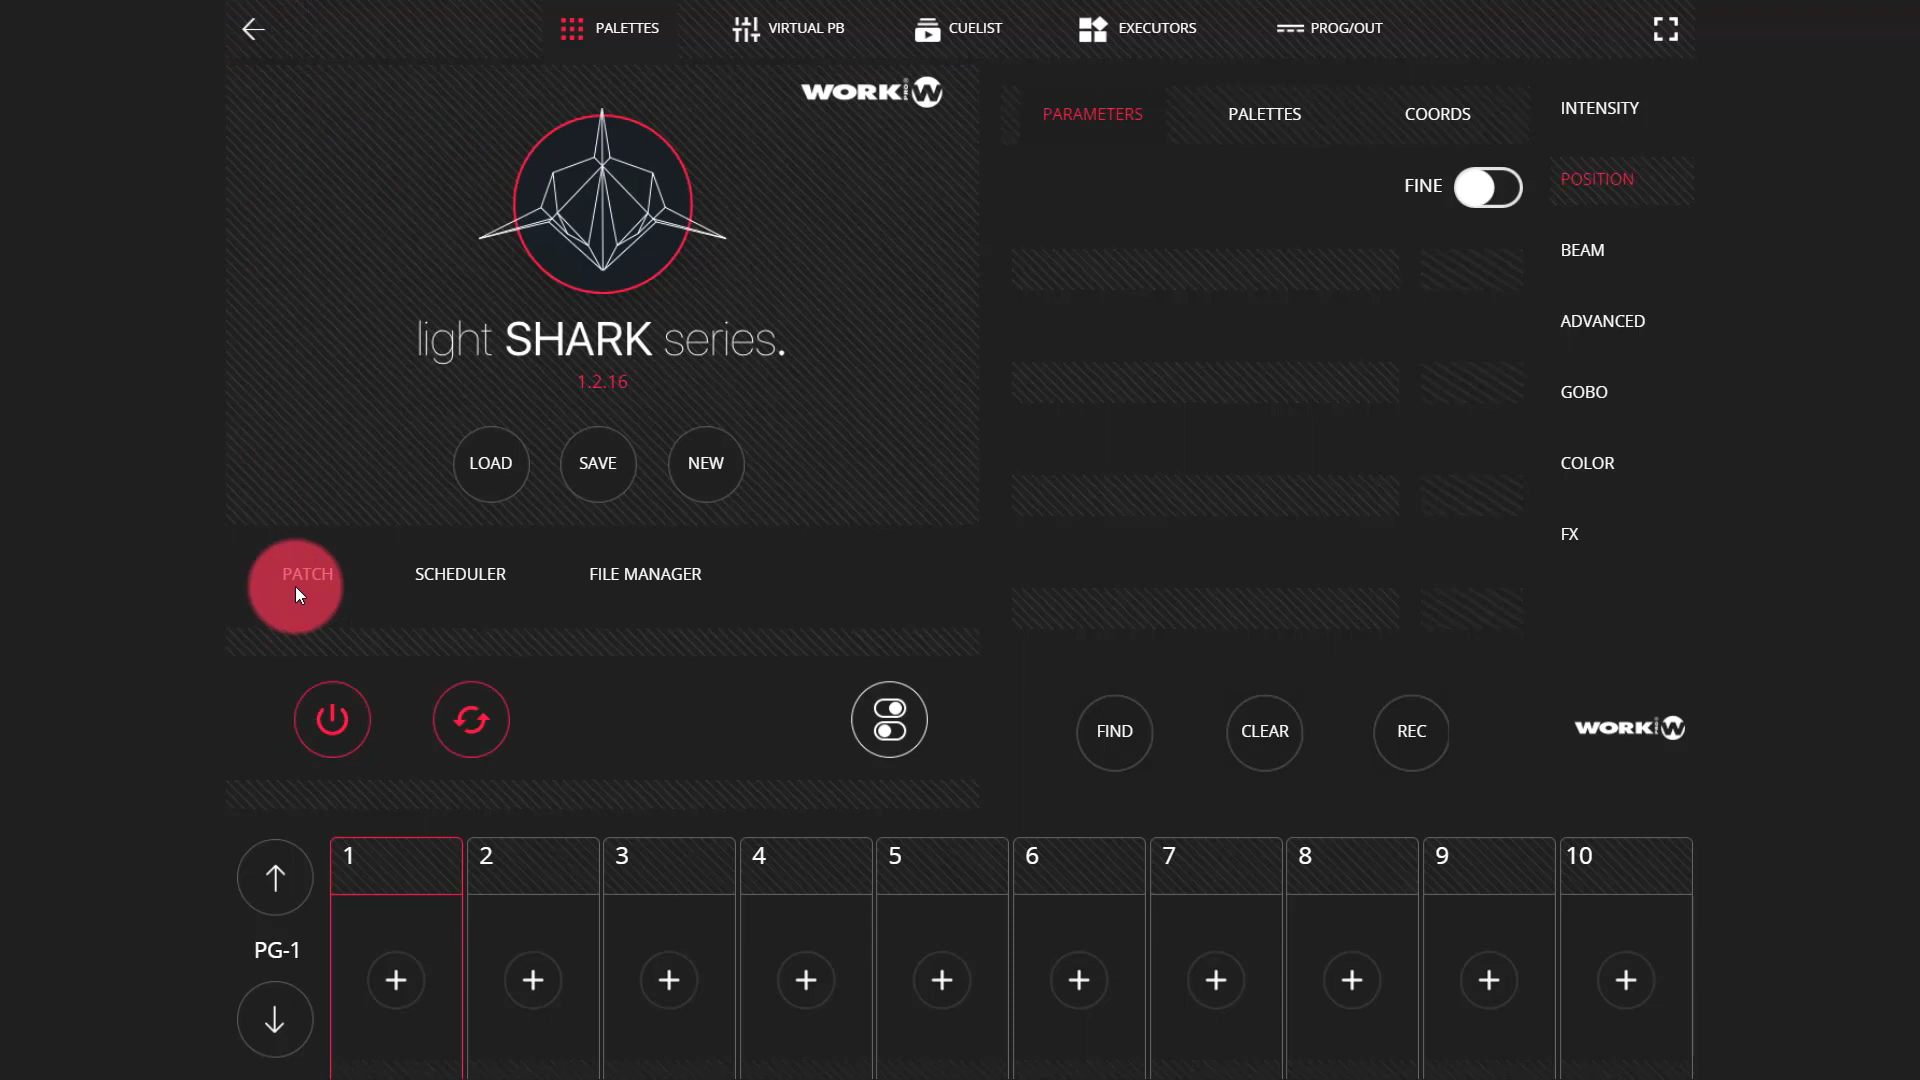 PALETTES
VIRTUAL PB
CUELIST
EXECUTORS
PROG/OUT
WORK PRO W
PARAMETERS
PALETTES
COORDS
INTENSITY
FINE
POSITION
BEAM
ADVANCED
GOBO
COLOR
FX
light SHARK series.
1.2.16
LOAD
SAVE
NEW
PATCH
SCHEDULER
FILE MANAGER
FIND
CLEAR
REC
WORK PRO W
PG-1
1
2
3
4
5
6
7
8
9
10